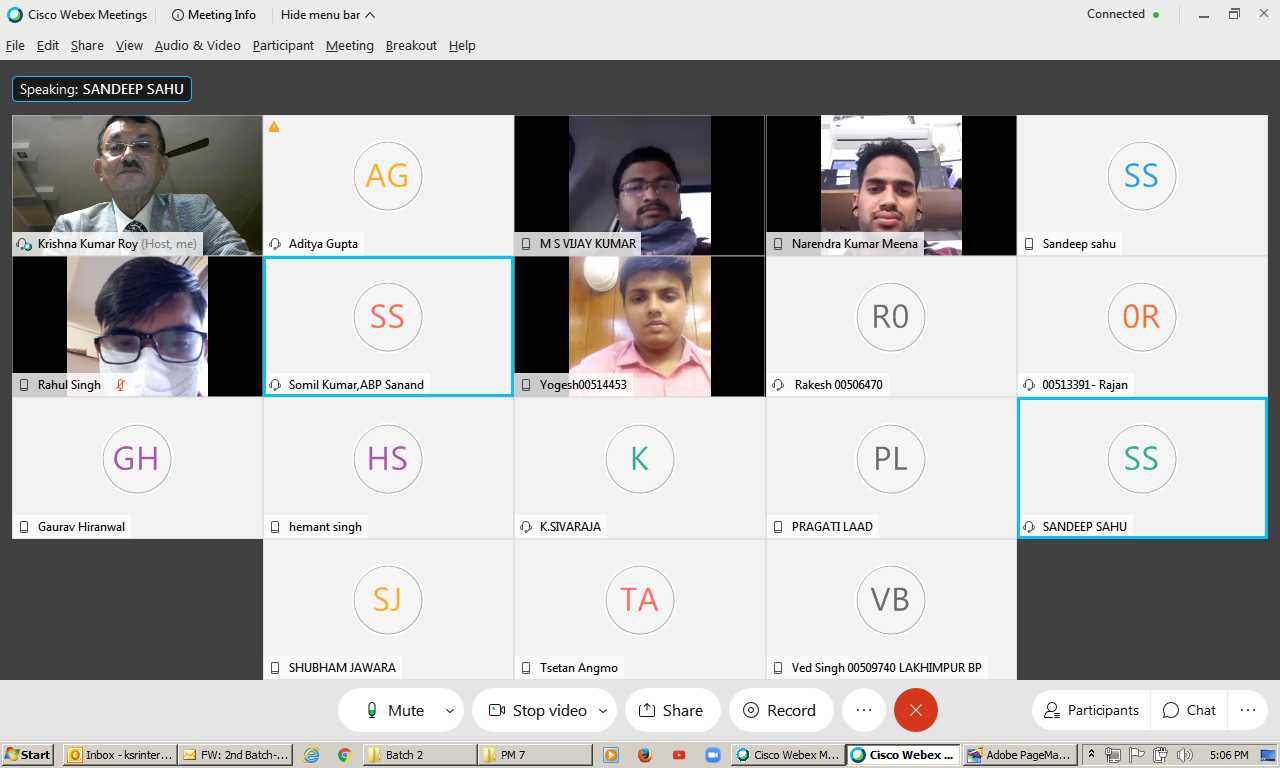 Cisco Webex Meetings Meeting Info Hide menu bar Connected
File Edit Share View Audio & Video Participant Meeting Breakout Help
Speaking: SANDEEP SAHU
AG
SS
Krishna Kumar Roy (Host, me)
Aditya Gupta
M S VIJAY KUMAR
Narendra Kumar Meena
Sandeep sahu
SS
R0
0R
Rahul Singh
Somil Kumar,ABP Sanand
Yogesh00514453
Rakesh 00506470
00513391- Rajan
GH
HS
K
PL
SS
Gaurav Hiranwal
hemant singh
K.SIVARAJA
PRAGATI LAAD
SANDEEP SAHU
SJ
TA
VB
SHUBHAM JAWARA
Tsetan Angmo
Ved Singh 00509740 LAKHIMPUR BP
Mute Stop video Share Record ... Participants Chat ...
Start Inbox - ksrinter... FW: 2nd Batch-... Batch 2 PM 7 Cisco Webex M... Cisco Webex ... Adobe PageMa... 5:06 PM